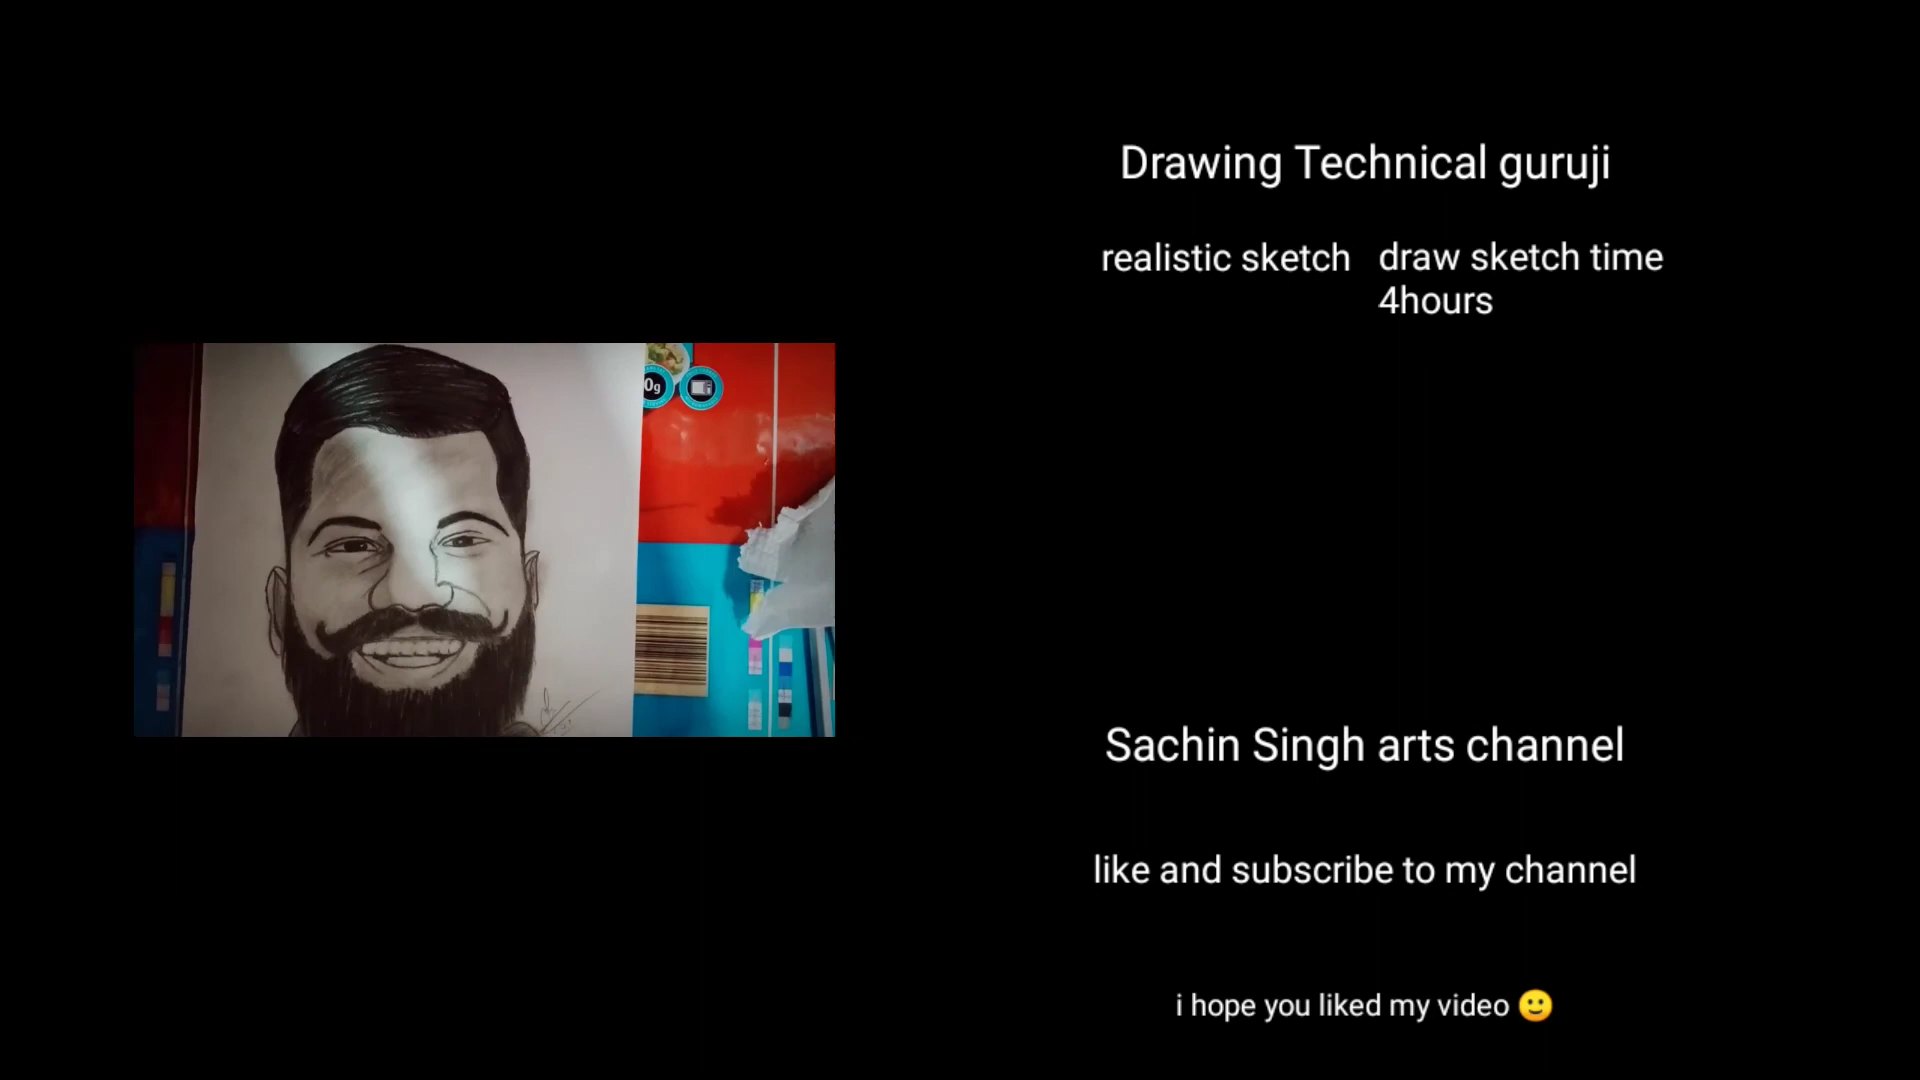 Drawing Technical guruji
realistic sketch
draw sketch time
4hours
0g
Sachin Singh arts channel
like and subscribe to my channel
i hope you liked my video 🙂